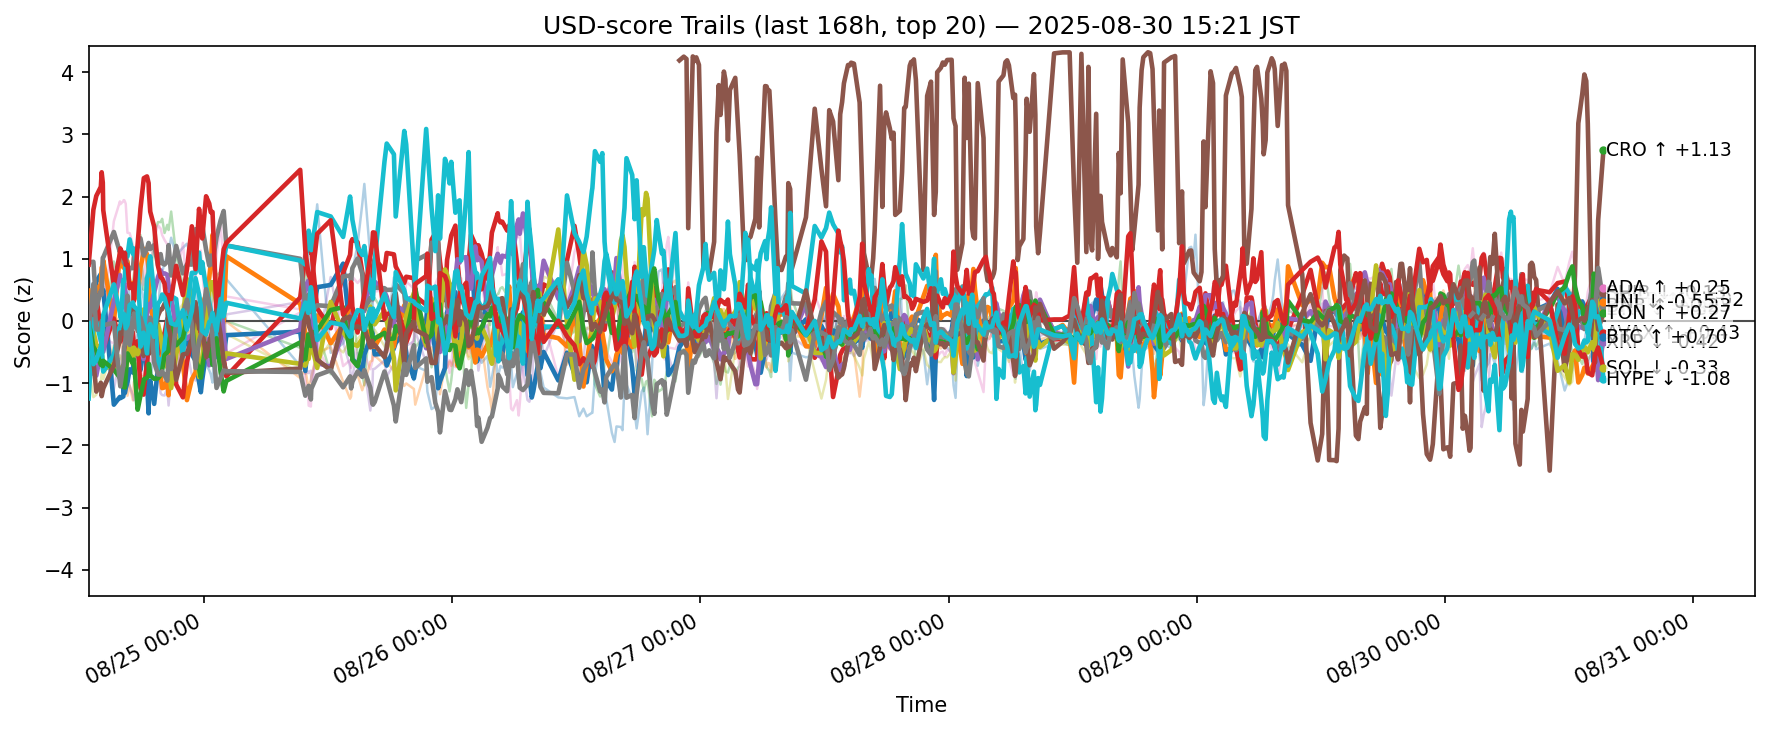 USD-score Trails (last 168h, top 20) — 2025-08-30 15:21 JST
4
3
2
1
0
−1
−2
−3
−4
Score (z)
CRO ↑ +1.13
ADA ↑ +0.25
TON ↑ +0.27
BTC ↑
SOL ↓ -0.33
HYPE ↓ -1.08
08/25 00:00
08/26 00:00
08/27 00:00
08/28 00:00
08/29 00:00
08/30 00:00
08/31 00:00
Time